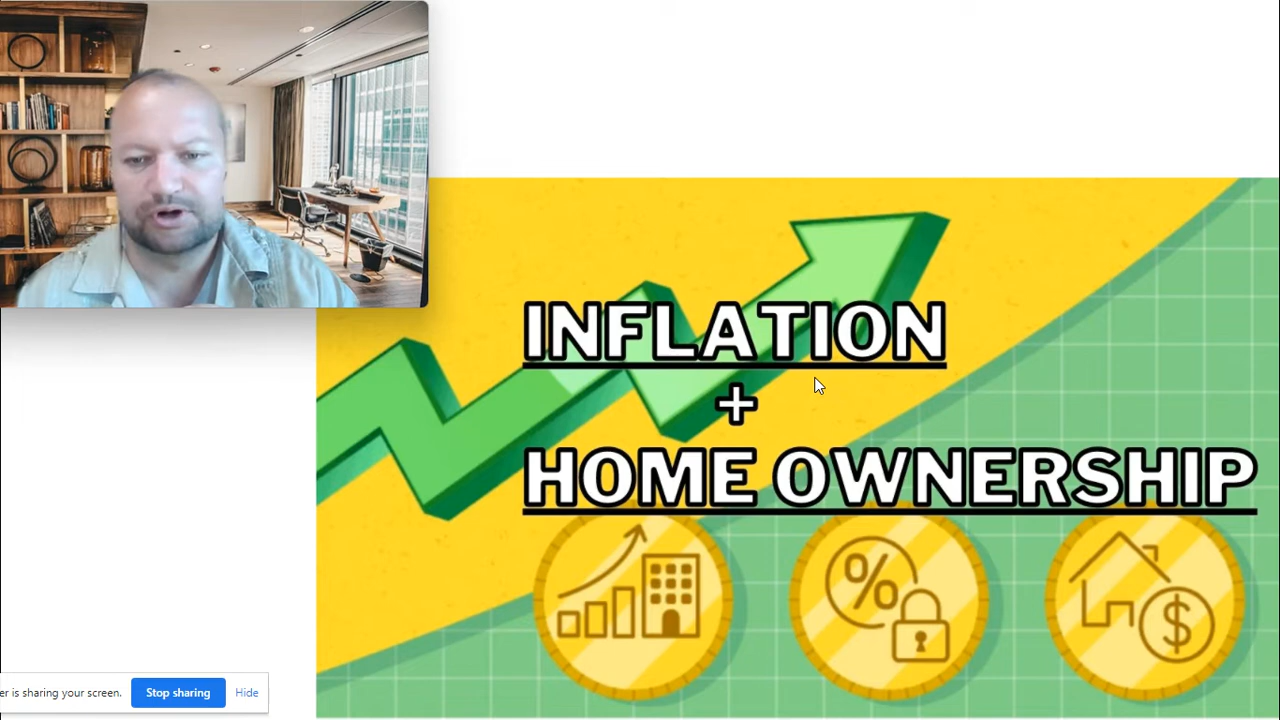 INFLATION
+
HOME OWNERSHIP
%
$
er is sharing your screen. Stop sharing Hide